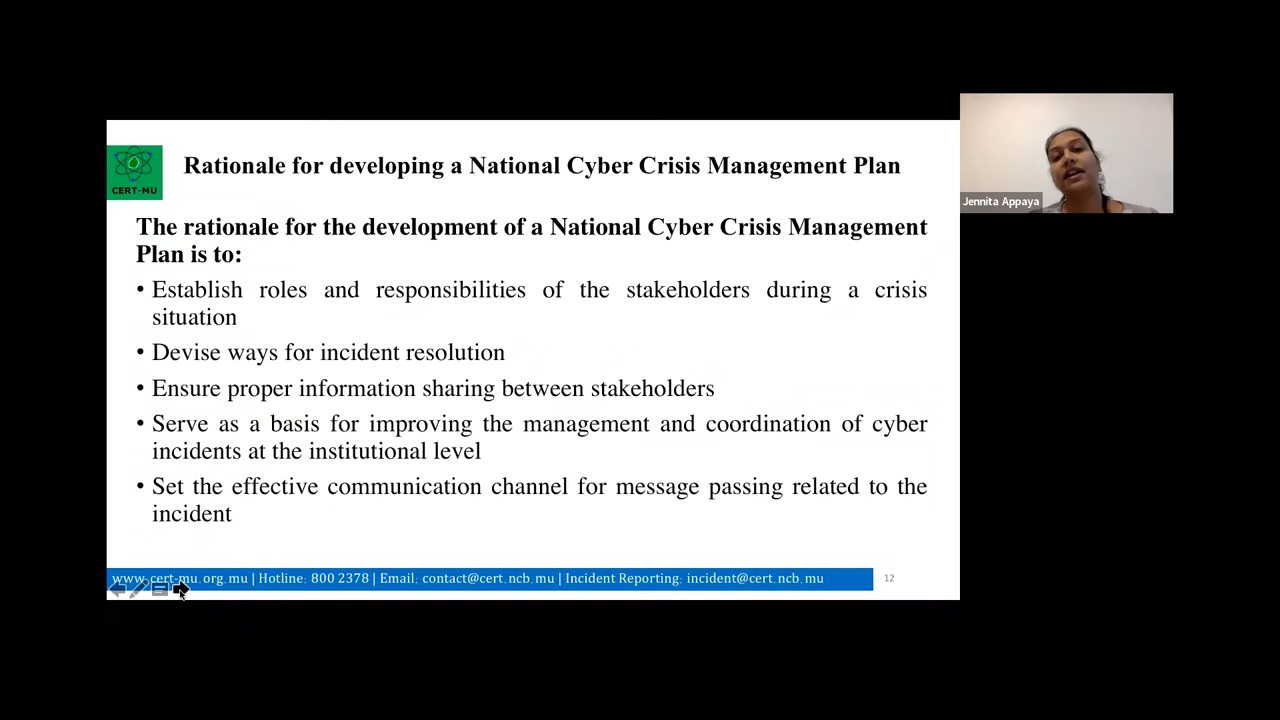 Rationale for developing a National Cyber Crisis Management Plan
CERT-MU
Jennita Appaya
The rationale for the development of a National Cyber Crisis Management
Plan is to:
• Establish roles and responsibilities of the stakeholders during a crisis
situation
• Devise ways for incident resolution
• Ensure proper information sharing between stakeholders
• Serve as a basis for improving the management and coordination of cyber
incidents at the institutional level
• Set the effective communication channel for message passing related to the
incident
www.cert-mu.org.mu | Hotline: 800 2378 | Email: contact@cert.ncb.mu | Incident Reporting: incident@cert.ncb.mu
12